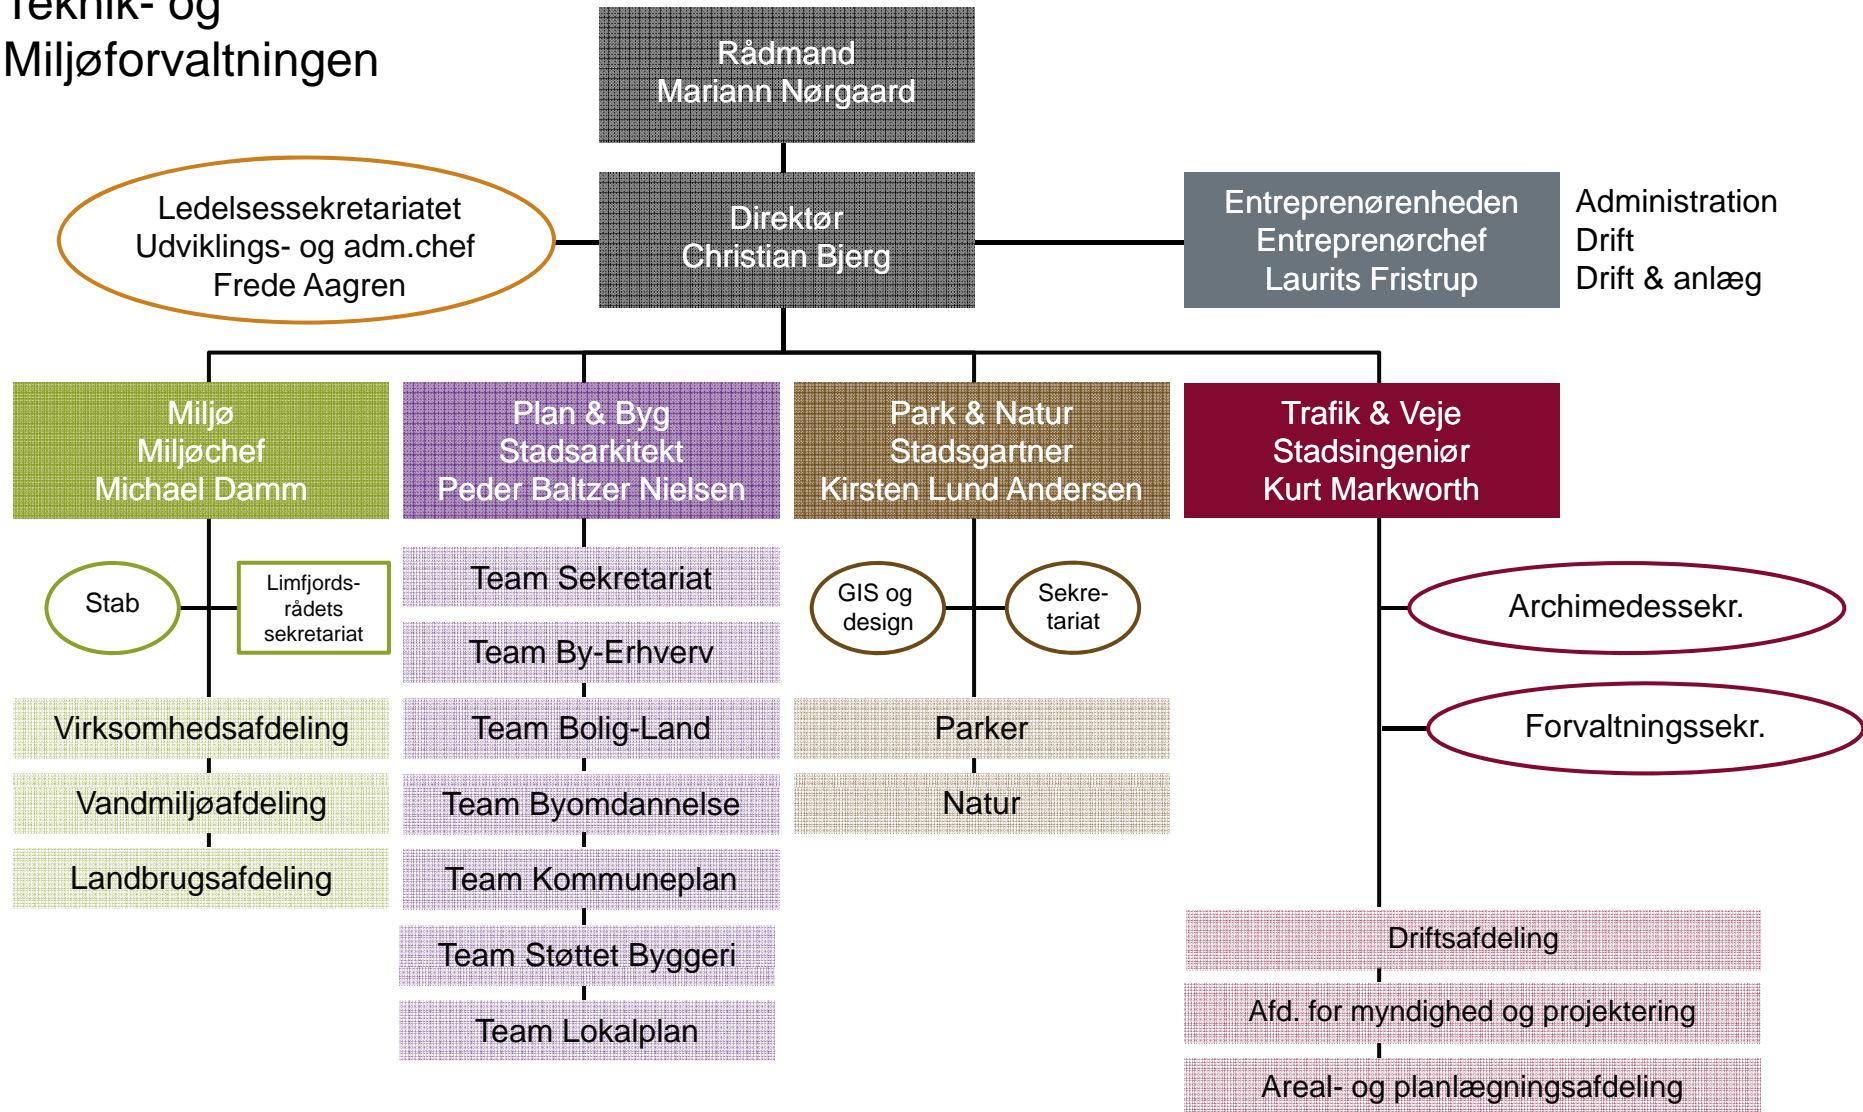 Teknik- og
Miljøforvaltningen
Rådmand
Mariann Nørgaard
Ledelsessekretariatet
Udviklings- og adm.chef
Frede Aagren
Direktør
Christian Bjerg
Entreprenørenheden
Entreprenørchef
Laurits Fristrup
Administration
Drift
Drift & anlæg
Miljø
Miljøchef
Michael Damm
Stab
Limfjords-
rådets
sekretariat
Virksomhedsafdeling
Vandmiljøafdeling
Landbrugsafdeling
Plan & Byg
Stadsarkitekt
Peder Baltzer Nielsen
Team Sekretariat
Team By-Erhverv
Team Bolig-Land
Team Byomdannelse
Team Kommuneplan
Team Støttet Byggeri
Team Lokalplan
Park & Natur
Stadsgartner
Kirsten Lund Andersen
GIS og
design
Sekre-
tariat
Parker
Natur
Trafik & Veje
Stadsingeniør
Kurt Markworth
Archimedessekr.
Forvaltningssekr.
Driftsafdeling
Afd. for myndighed og projektering
Areal- og planlægningsafdeling